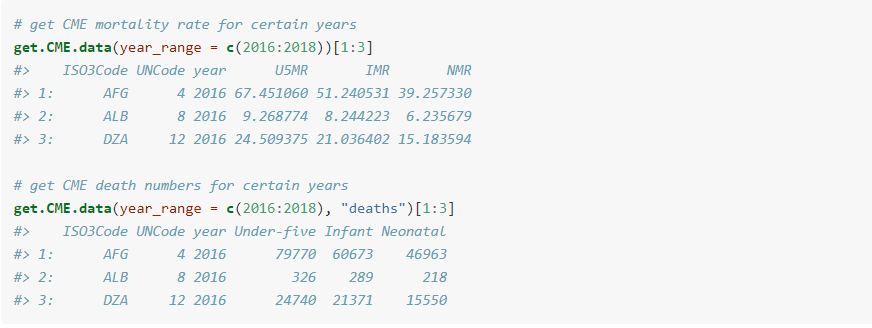 # get CME mortality rate for certain years
get.CME.data(year_range = c(2016:2018))[1:3]
#>    ISO3Code UNCode year      U5MR       IMR       NMR
#> 1:      AFG      4 2016 67.451060 51.240531 39.257330
#> 2:      ALB      8 2016  9.268774  8.244223  6.235679
#> 3:      DZA     12 2016 24.509375 21.036402 15.183594
# get CME death numbers for certain years
get.CME.data(year_range = c(2016:2018), "deaths")[1:3]
#>    ISO3Code UNCode year Under-five Infant Neonatal
#> 1:      AFG      4 2016      79770  60673    46963
#> 2:      ALB      8 2016        326    289      218
#> 3:      DZA     12 2016      24740  21371    15550